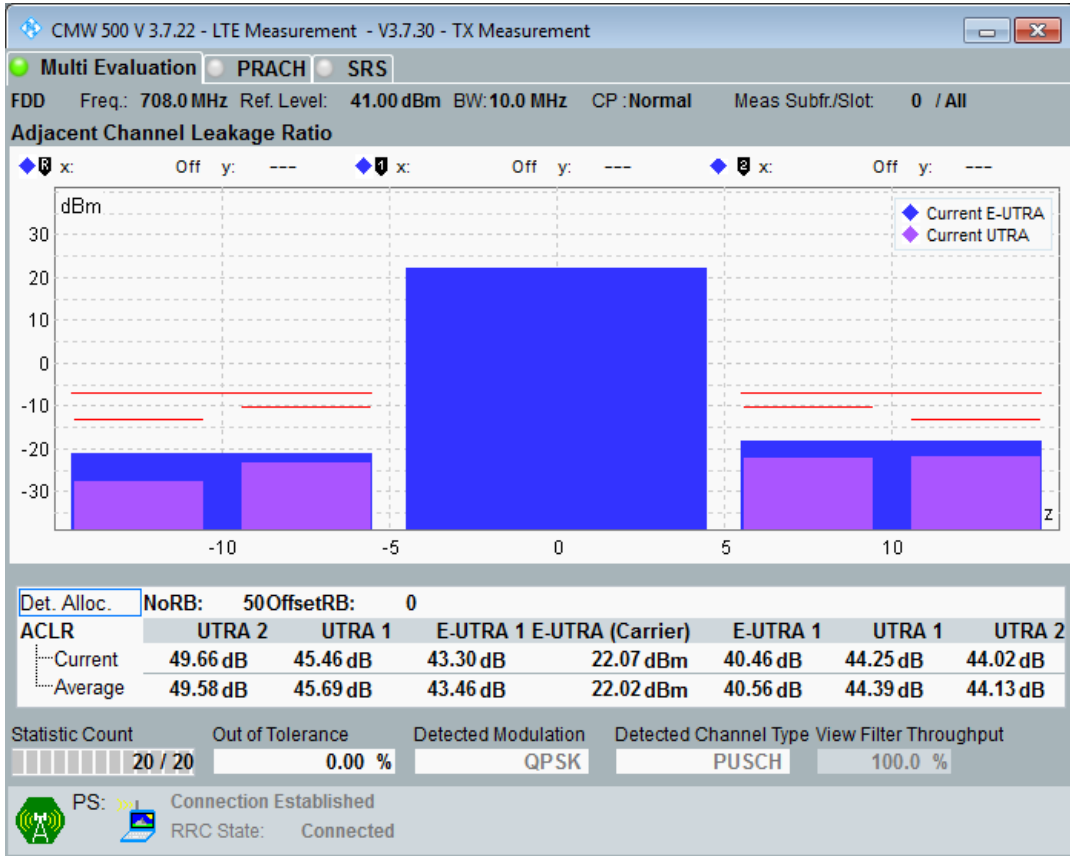 CMW 500 V 3.7.22 - LTE Measurement - V3.7.30 - TX Measurement
Multi Evaluation PRACH SRS
FDD Freq.: 708.0 MHz Ref. Level: 41.00 dBm BW: 10.0 MHz CP : Normal Meas Subfr./Slot: 0 / All
Adjacent Channel Leakage Ratio
R x: Off y: --- 1 x: Off y: --- 2 x: Off y: ---
dBm
Current E-UTRA
Current UTRA
30
20
10
0
-10
-20
-30
z
-10 -5 0 5 10
Det. Alloc. NoRB: 50 OffsetRB: 0
ACLR UTRA 2 UTRA 1 E-UTRA 1 E-UTRA (Carrier) E-UTRA 1 UTRA 1 UTRA 2
Current 49.66 dB 45.46 dB 43.30 dB 22.07 dBm 40.46 dB 44.25 dB 44.02 dB
Average 49.58 dB 45.69 dB 43.46 dB 22.02 dBm 40.56 dB 44.39 dB 44.13 dB
Statistic Count Out of Tolerance Detected Modulation Detected Channel Type View Filter Throughput
20 / 20 0.00 % QPSK PUSCH 100.0 %
PS: Connection Established
RRC State: Connected